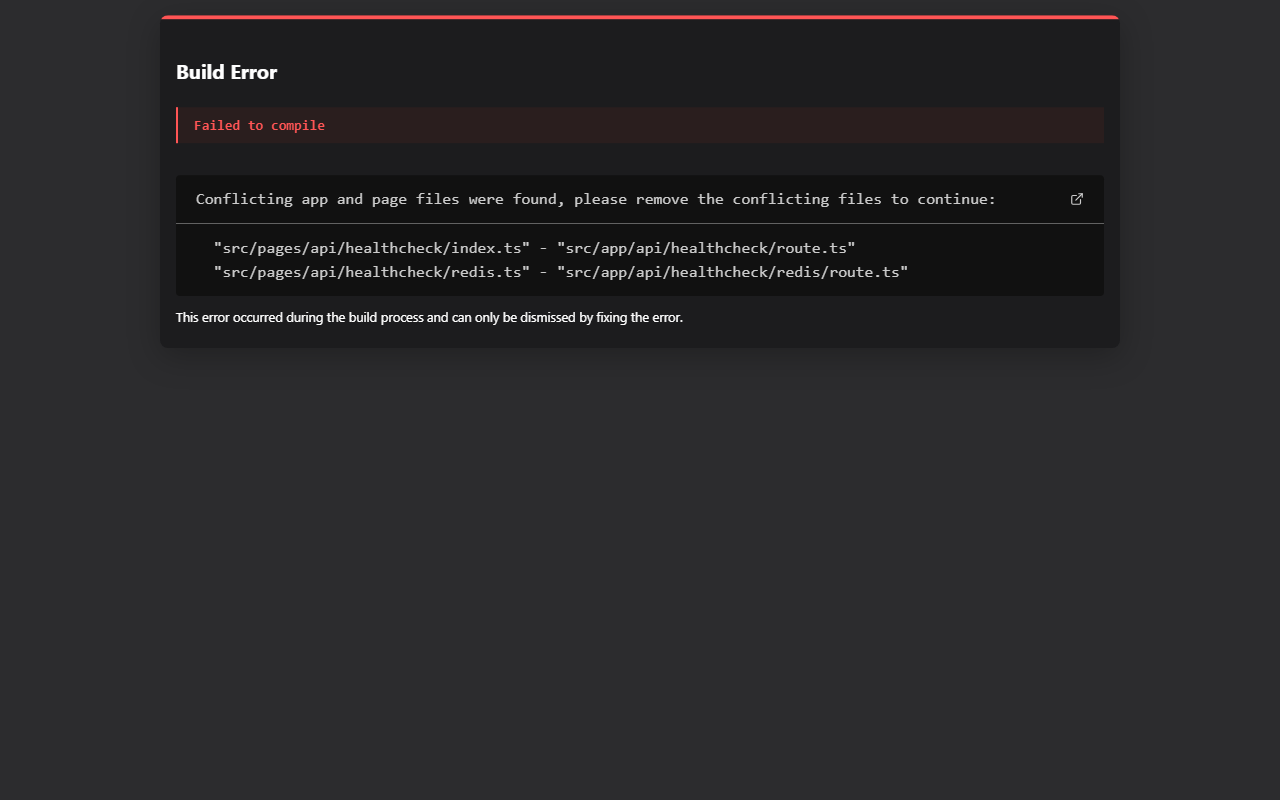 Build Error
Failed to compile
Conflicting app and page files were found, please remove the conflicting files to continue:
"src/pages/api/healthcheck/index.ts" - "src/app/api/healthcheck/route.ts"
"src/pages/api/healthcheck/redis.ts" - "src/app/api/healthcheck/redis/route.ts"
This error occurred during the build process and can only be dismissed by fixing the error.